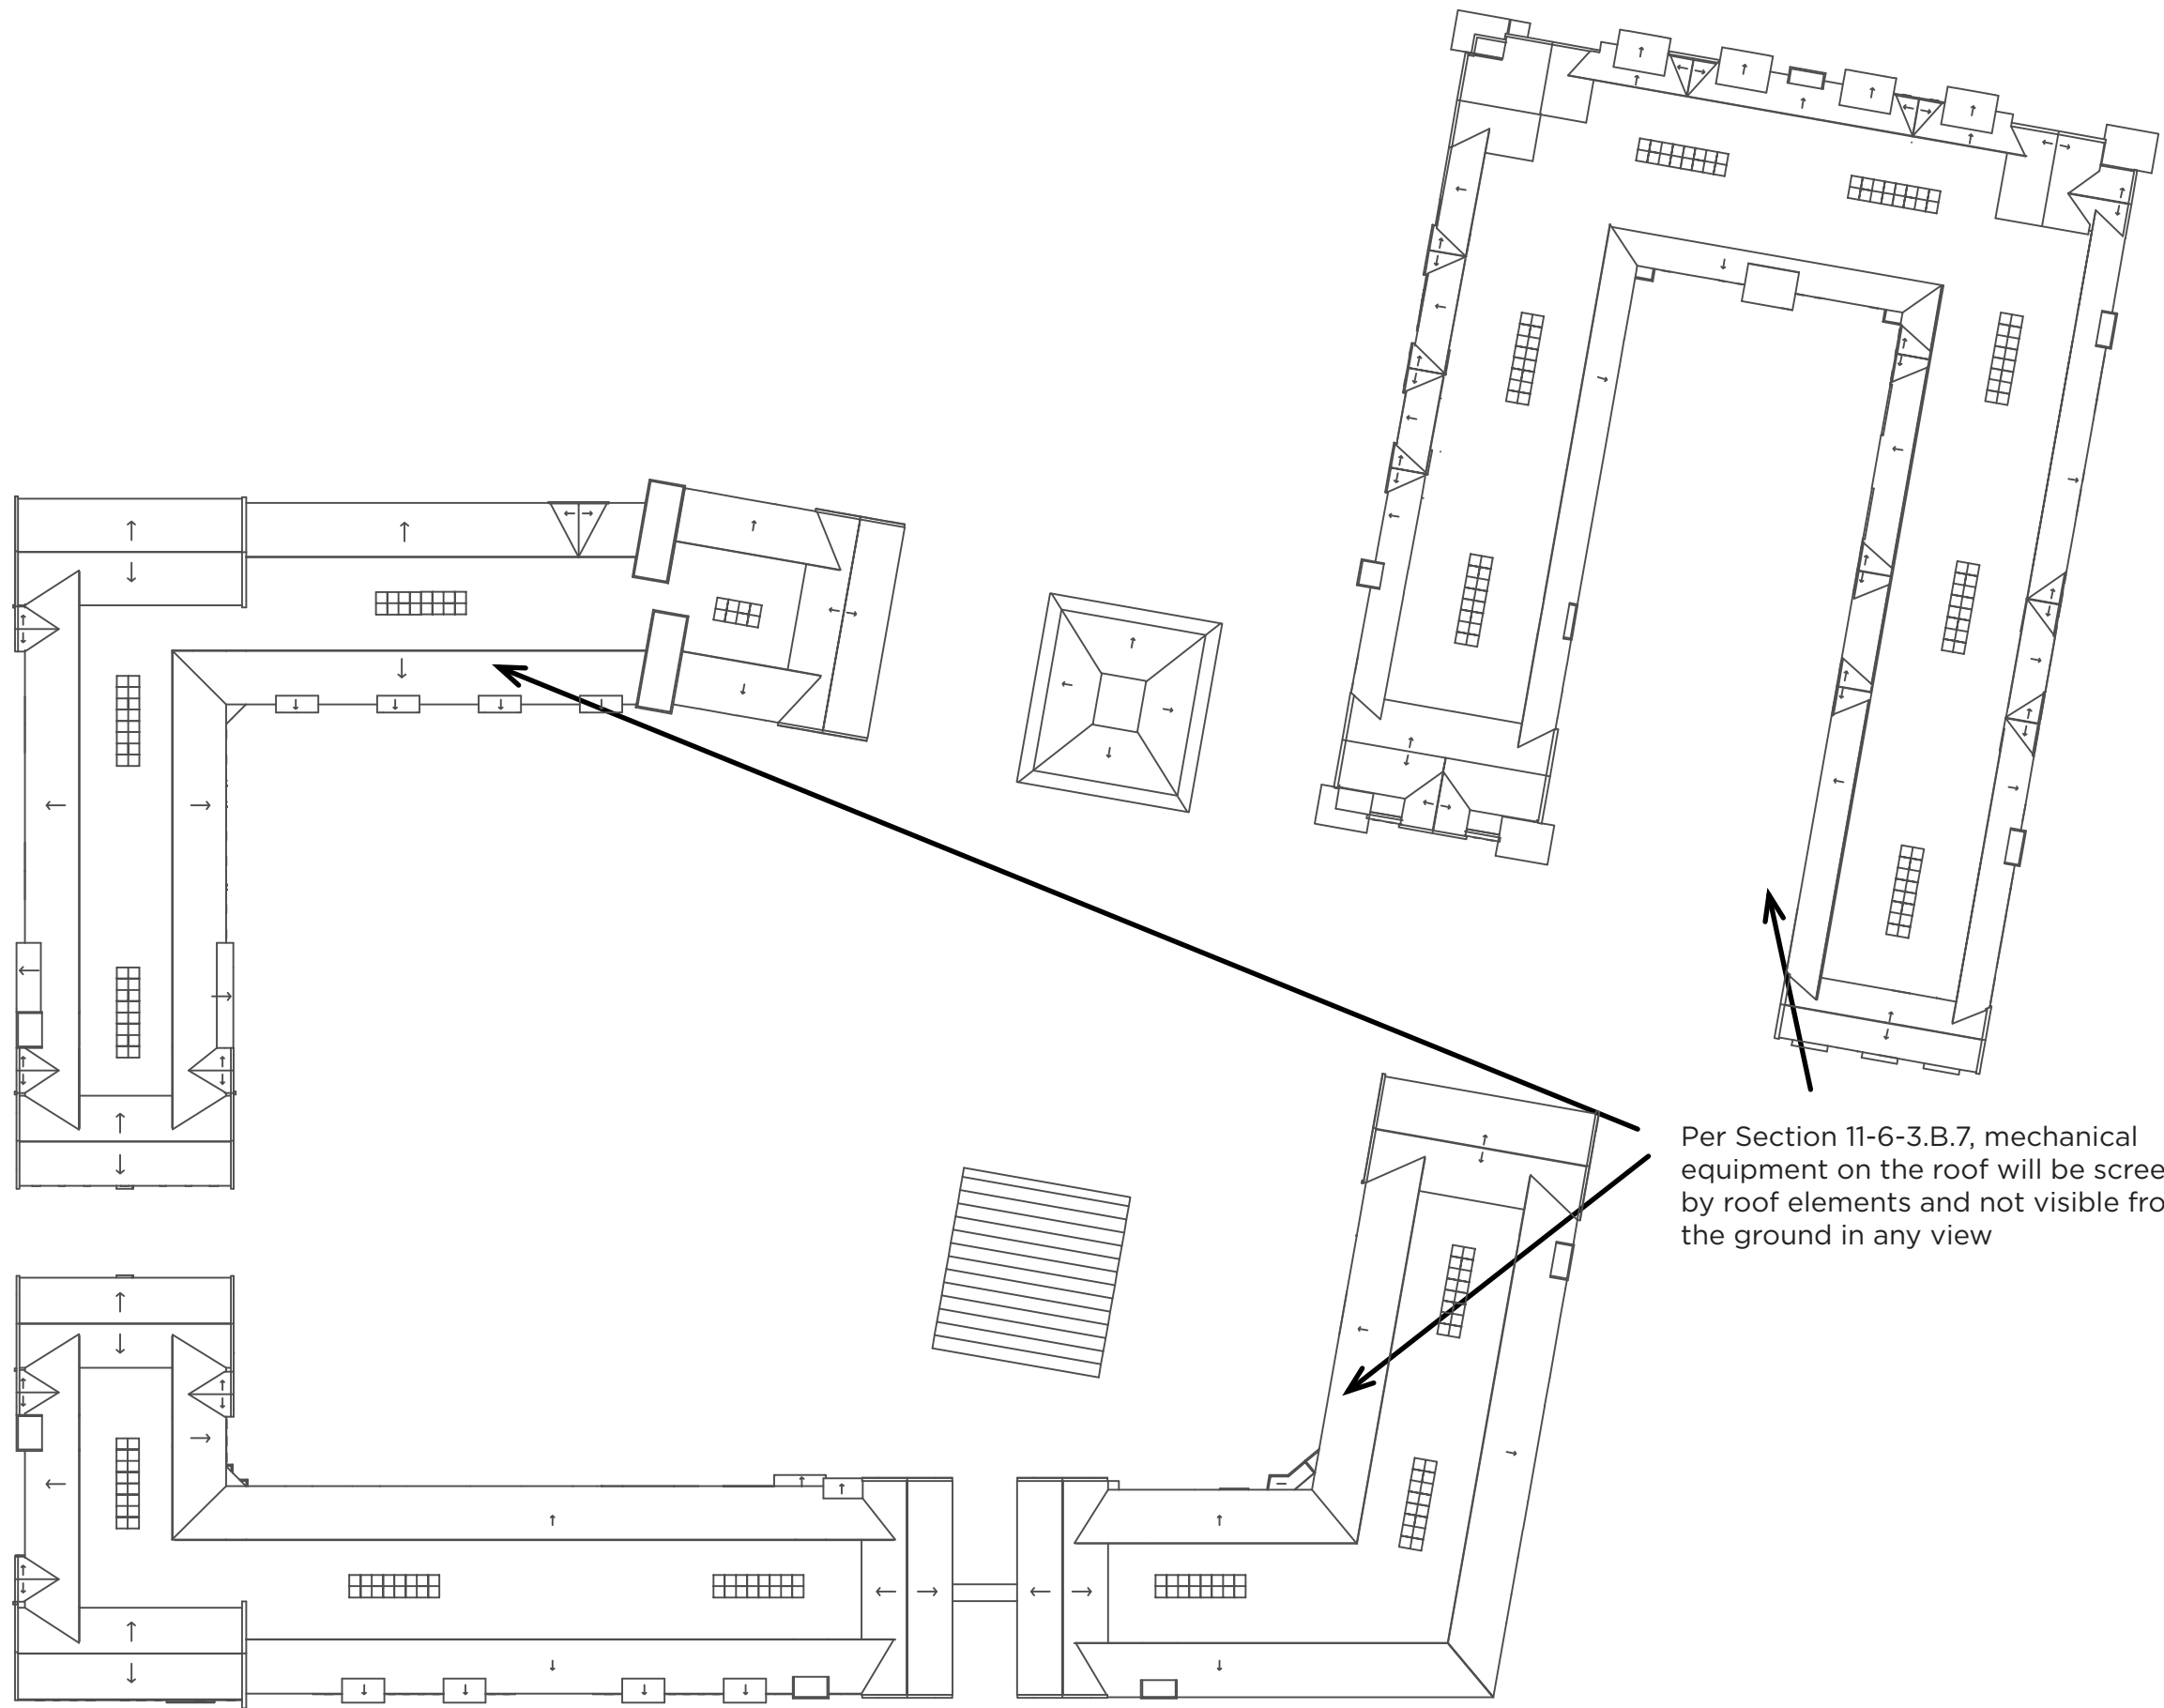 Per Section 11-6-3.B.7, mechanical
equipment on the roof will be scree
by roof elements and not visible fro
the ground in any view